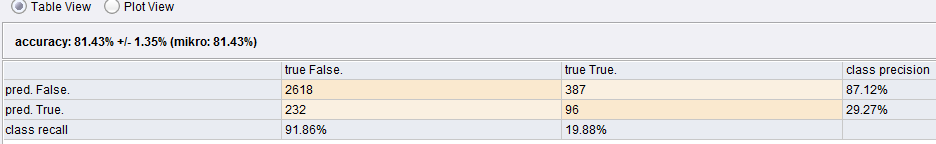 Table View Plot View
accuracy: 81.43% +/- 1.35% (mikro: 81.43%)
true False. true True. class precision
pred. False. 2618 387 87.12%
pred. True. 232 96 29.27%
class recall 91.86% 19.88%